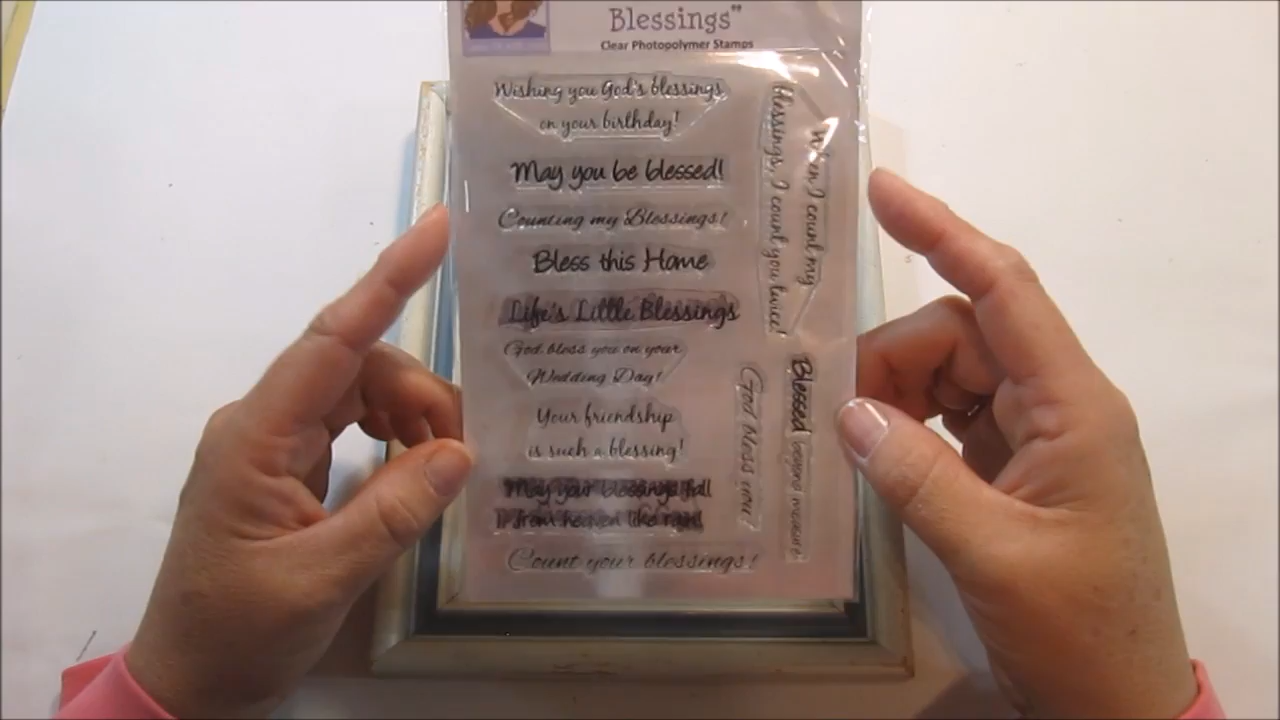 Blessings"
Clear Photopolymer Stamps
Wishing you God's blessings
on your birthday!
May you be blessed!
Counting my Blessings!
Bless this Home
Life's Little Blessings
God bless you on your
Wedding Day!
Your friendship
is such a blessing!
May your blessings fall
from heaven like rain!
Count your blessings!
When I count my
blessings, I count you twice!
God bless you!
Blessed beyond measure!